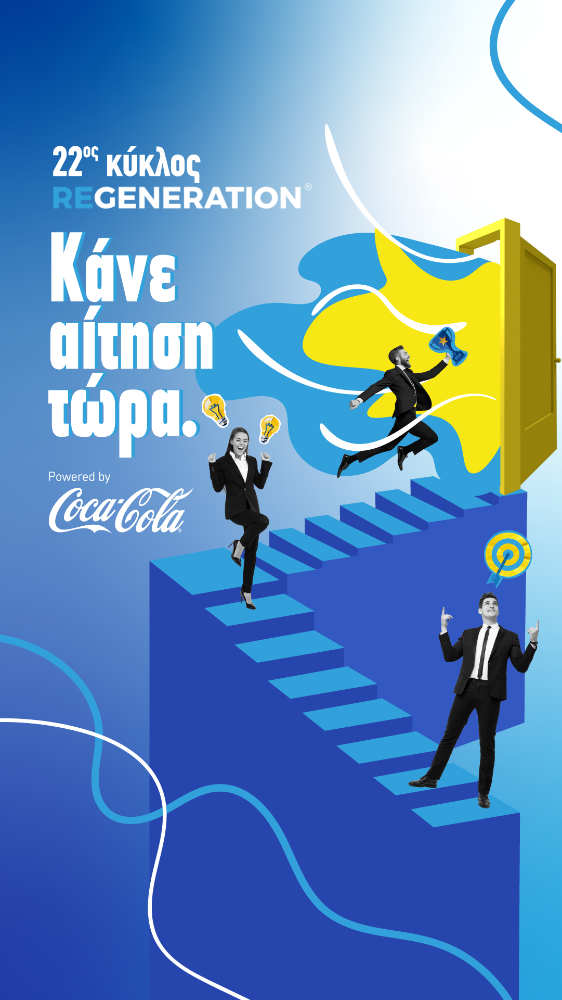 22ος κύκλος
REGENERATION®
Κάνε
αίτηση
τώρα.
Powered by
Coca-Cola®